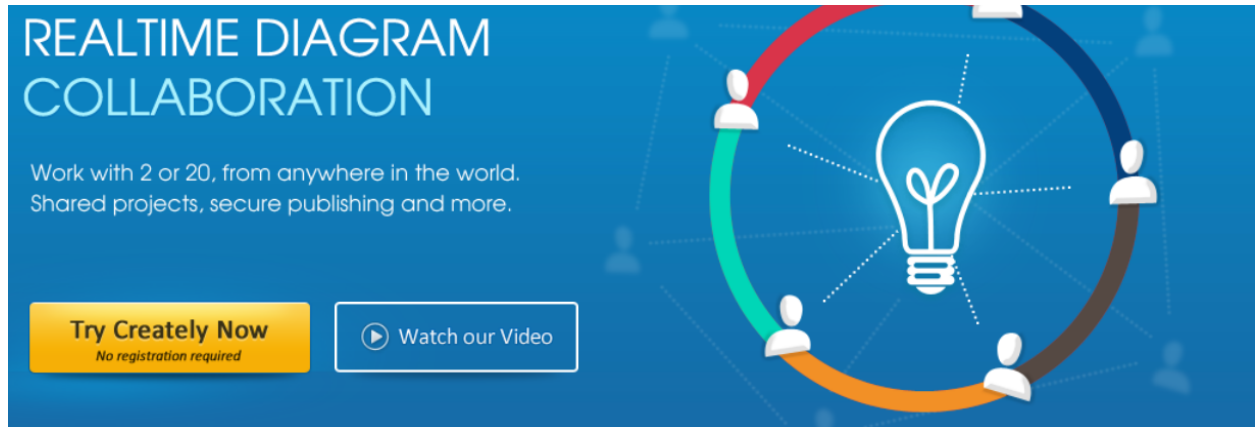 REALTIME DIAGRAM
COLLABORATION
Work with 2 or 20, from anywhere in the world.
Shared projects, secure publishing and more.
Try Creately Now
No registration required
Watch our Video